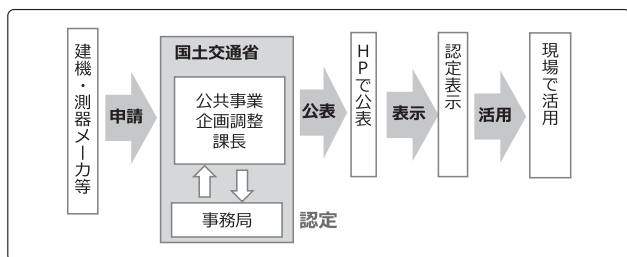 建機・測器メーカ等
申請
国土交通省
公共事業
企画調整
課長
事務局
認定
公表
HPで公表
表示
認定表示
活用
現場で活用